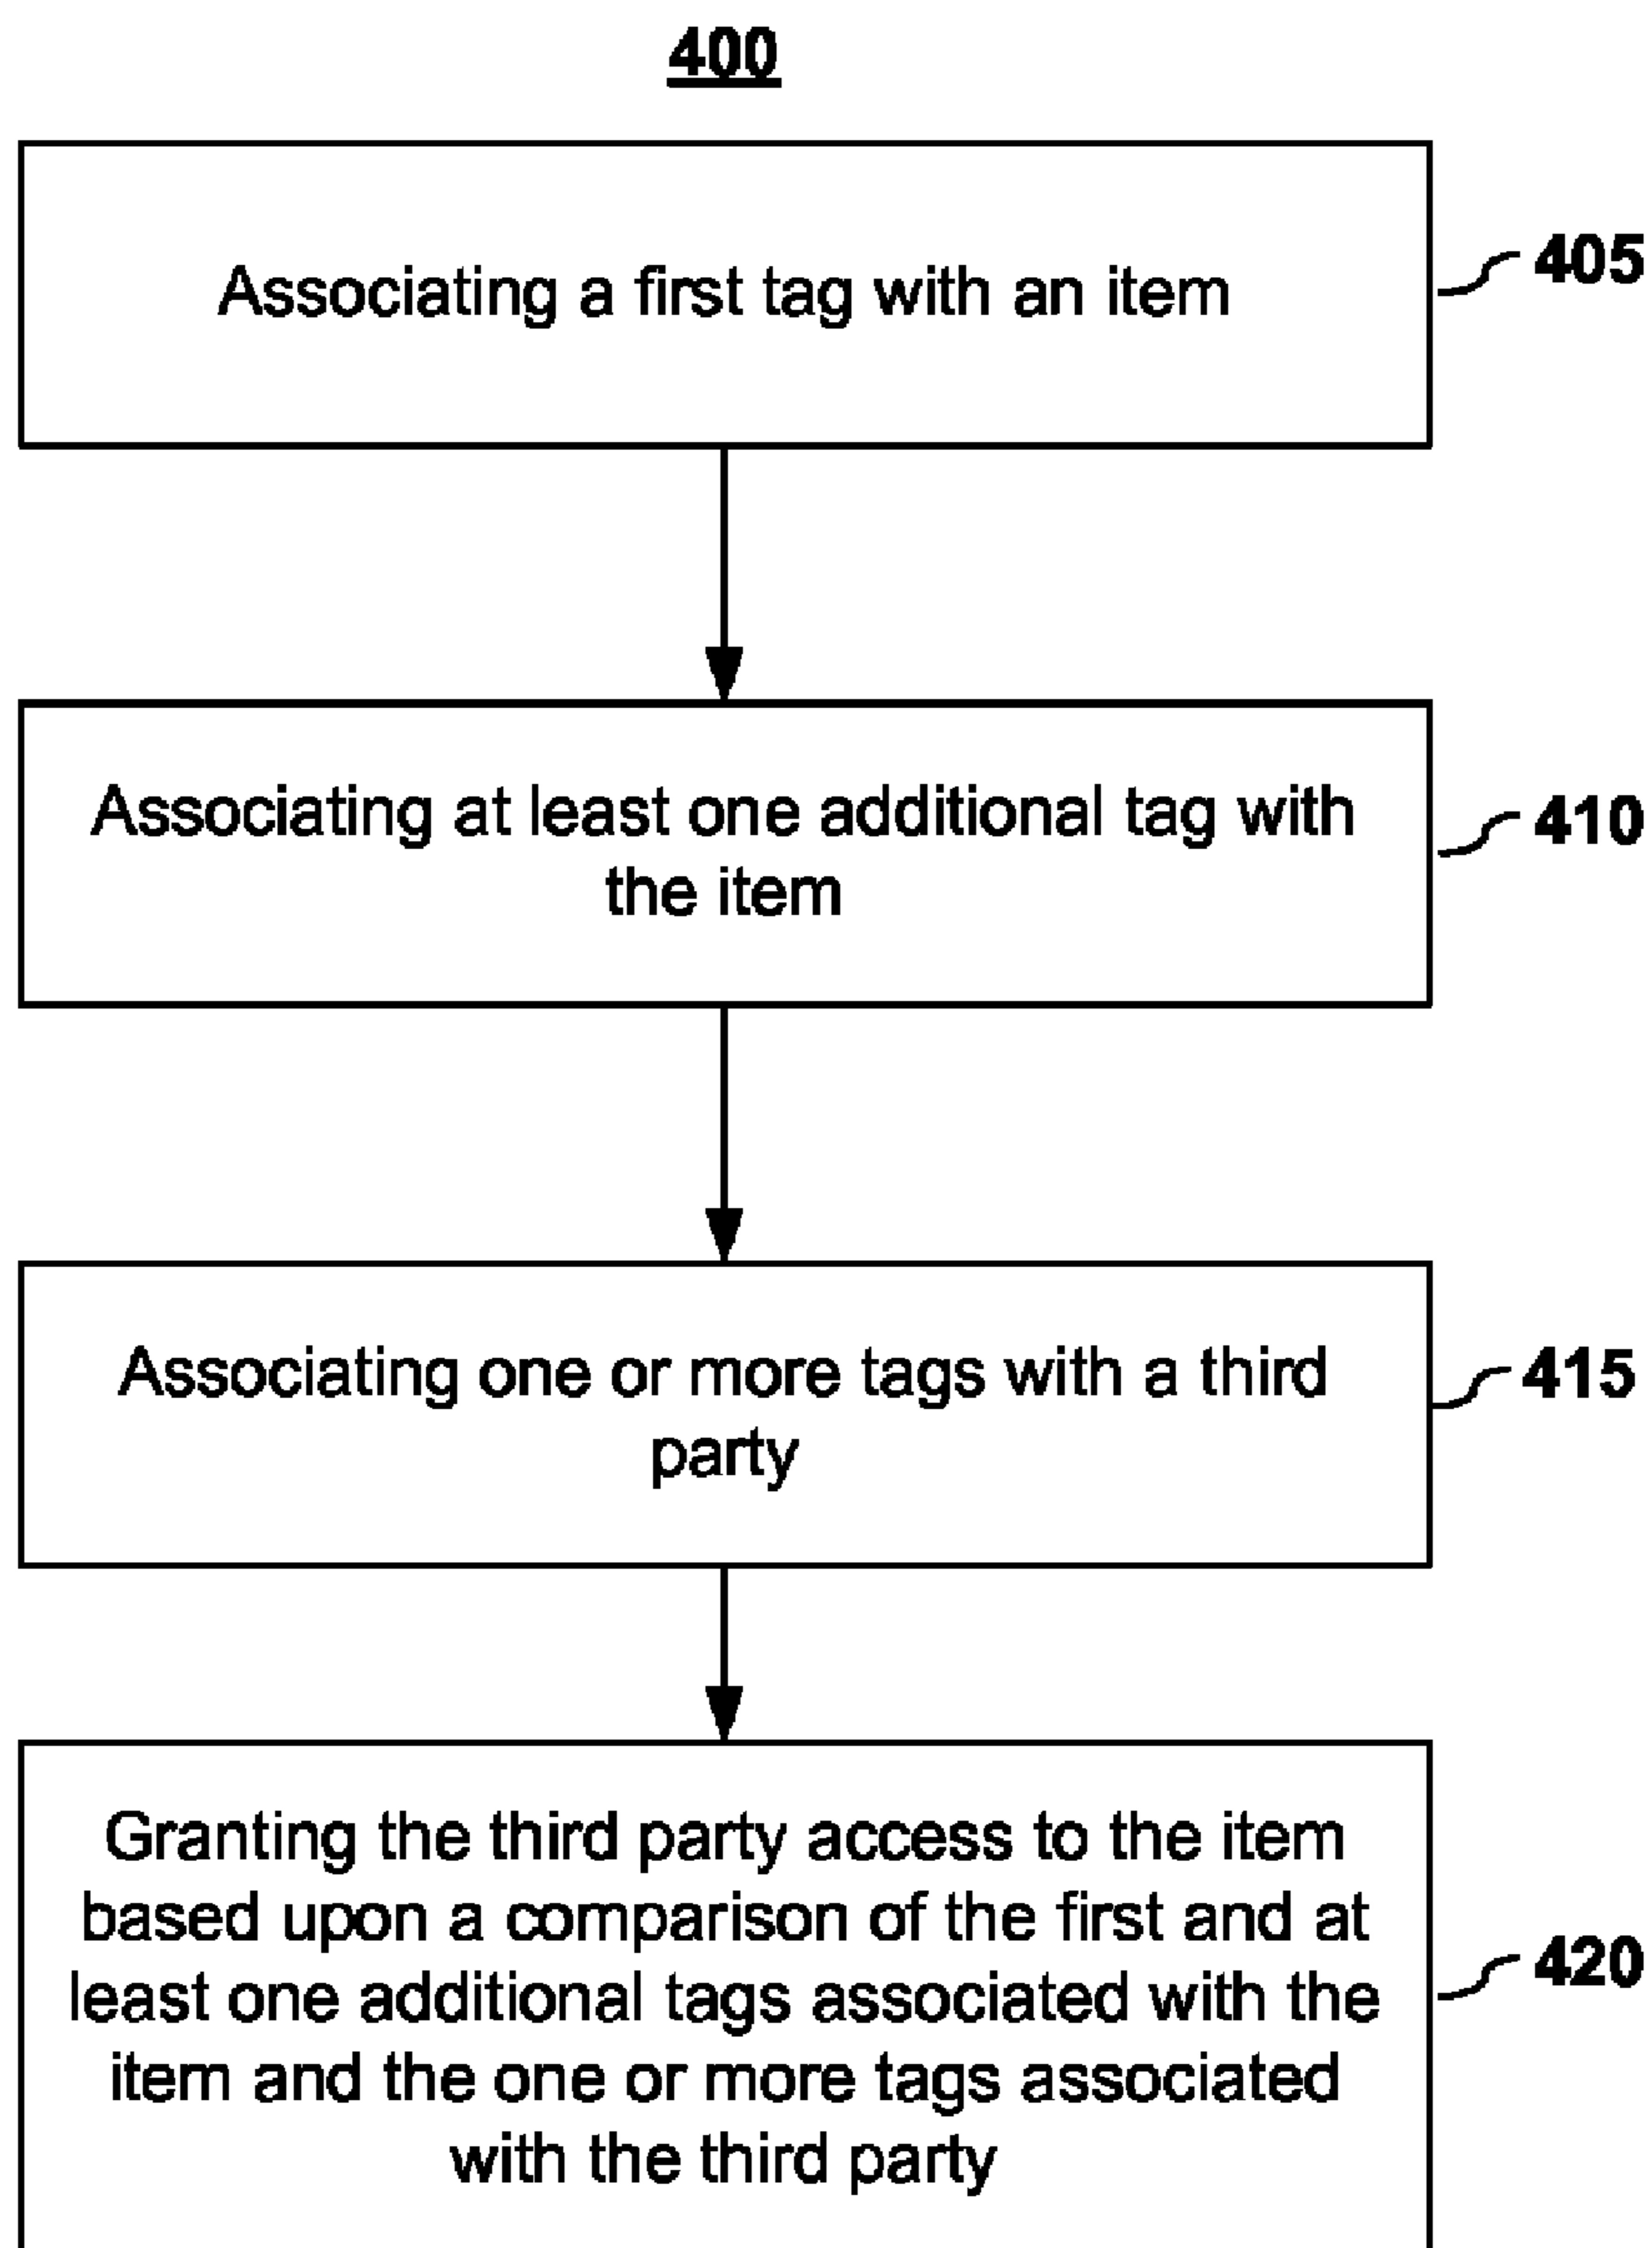 400
Associating a first tag with an item
405
Associating at least one additional tag with
the item
410
Associating one or more tags with a third
party
415
Granting the third party access to the item
based upon a comparison of the first and at
least one additional tags associated with the
item and the one or more tags associated
with the third party
420